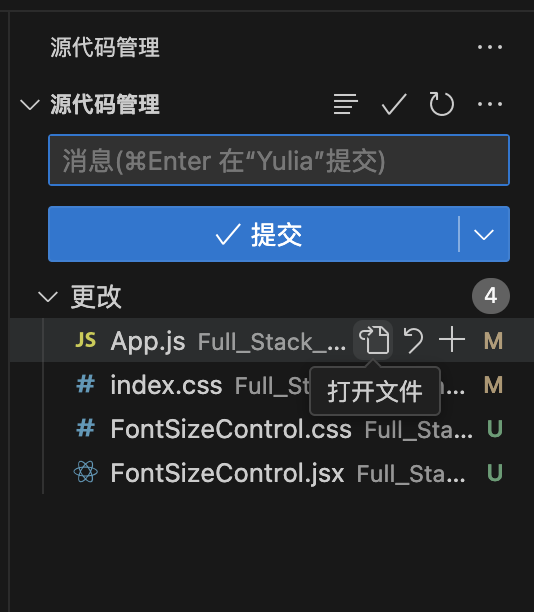 源代码管理
源代码管理
消息(⌘Enter 在“Yulia”提交)
提交
更改 4
JS App.js Full_Stack_... M
# index.css Full_St a... M
打开文件
# FontSizeControl.css Full_Sta... U
FontSizeControl.jsx Full_Sta... U